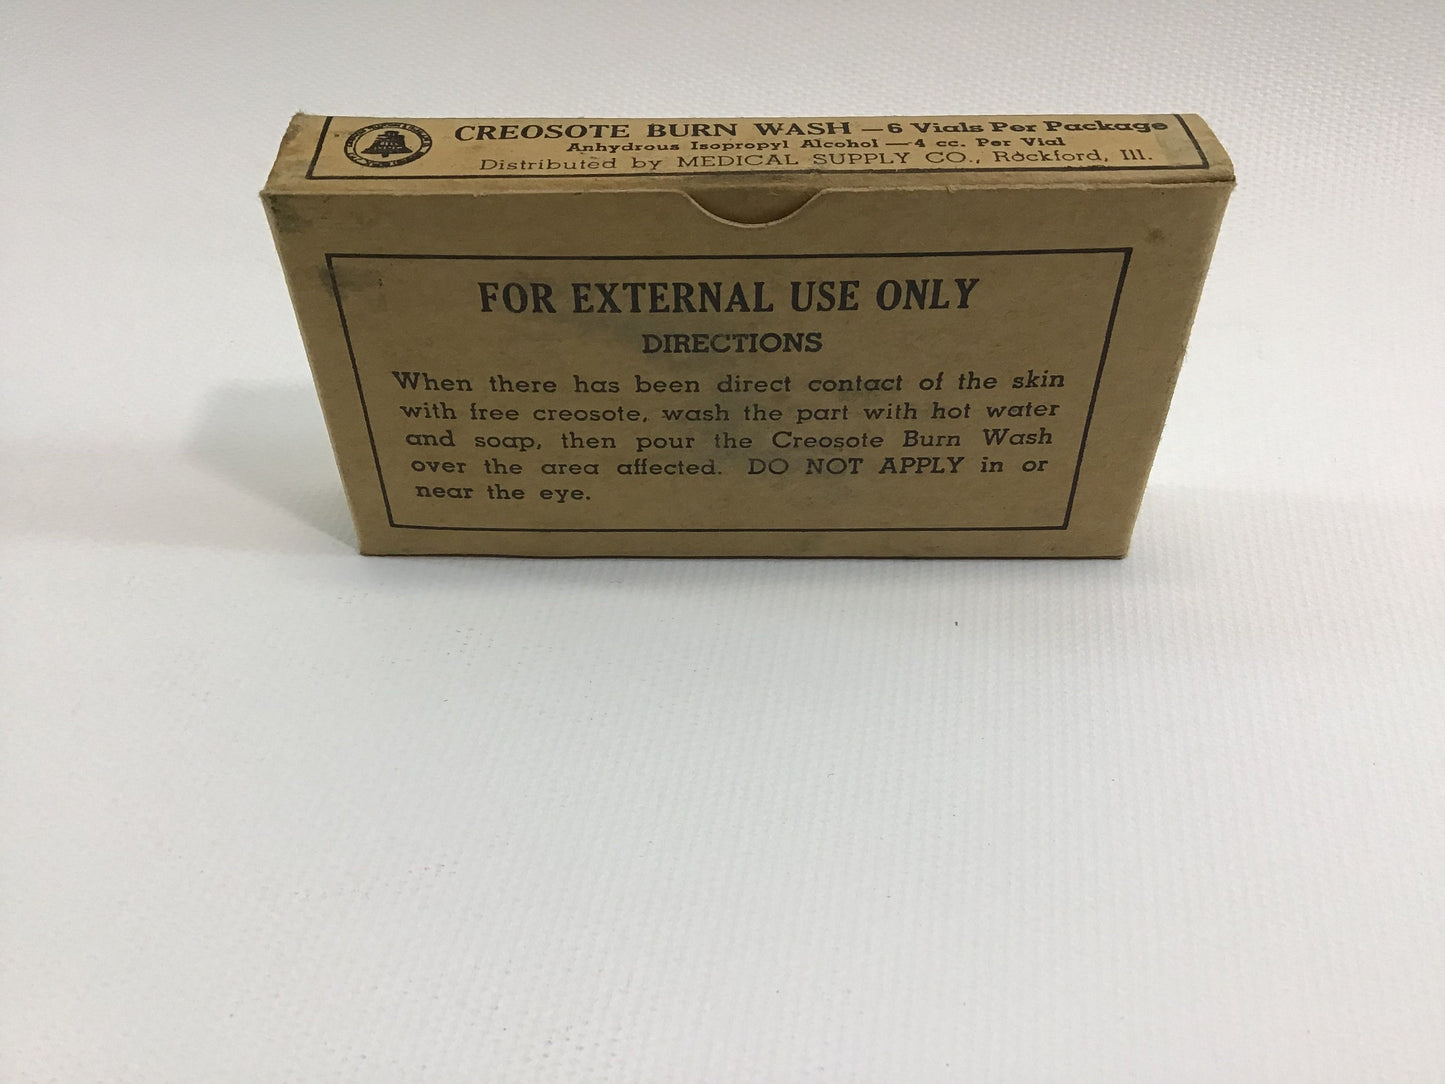 CREOSOTE BURN WASH — 6 Vials Per Package
Anhydrous Isopropyl Alcohol — 4 cc. Per Vial
Distributed by MEDICAL SUPPLY CO., Rockford, Ill.
FOR EXTERNAL USE ONLY
DIRECTIONS
When there has been direct contact of the skin
with free creosote, wash the part with hot water
and soap, then pour the Creosote Burn Wash
over the area affected. DO NOT APPLY in or
near the eye.